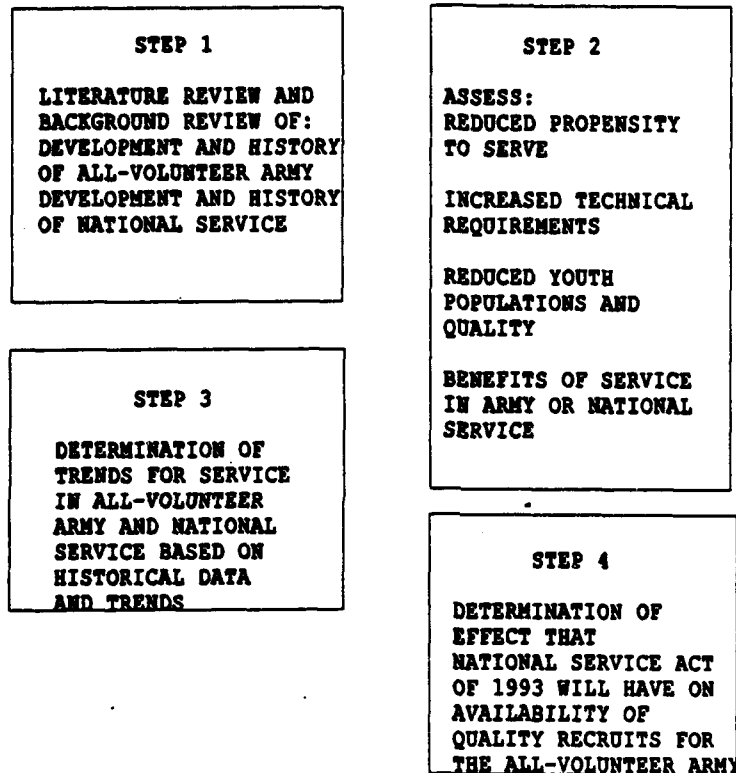 STEP 1
LITERATURE REVIEW AND
BACKGROUND REVIEW OF:
DEVELOPMENT AND HISTORY
OF ALL-VOLUNTEER ARMY
DEVELOPMENT AND HISTORY
OF NATIONAL SERVICE
STEP 2
ASSESS:
REDUCED PROPENSITY
TO SERVE
INCREASED TECHNICAL
REQUIREMENTS
REDUCED YOUTH
POPULATIONS AND
QUALITY
BENEFITS OF SERVICE
IN ARMY OR NATIONAL
SERVICE
STEP 3
DETERMINATION OF
TRENDS FOR SERVICE
IN ALL-VOLUNTEER
ARMY AND NATIONAL
SERVICE BASED ON
HISTORICAL DATA
AND TRENDS
STEP 4
DETERMINATION OF
EFFECT THAT
NATIONAL SERVICE ACT
OF 1993 WILL HAVE ON
AVAILABILITY OF
QUALITY RECRUITS FOR
THE ALL-VOLUNTEER ARMY